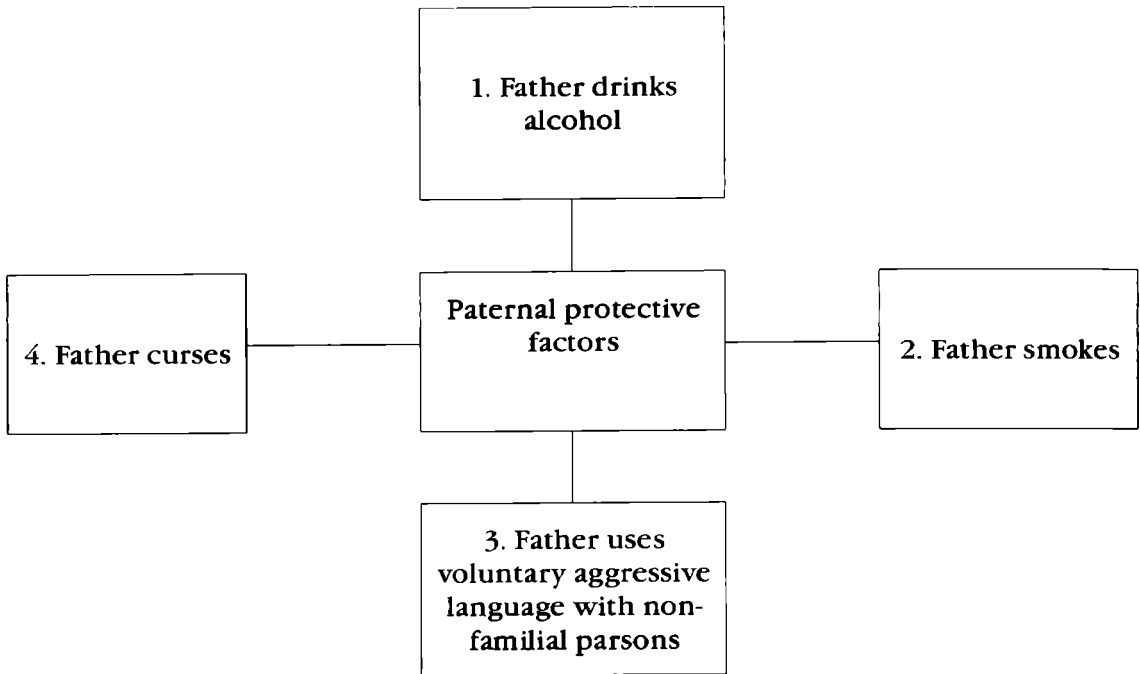 1. Father drinks
alcohol
Paternal protective
factors
4. Father curses
2. Father smokes
3. Father uses
voluntary aggressive
language with non-
familial parsons